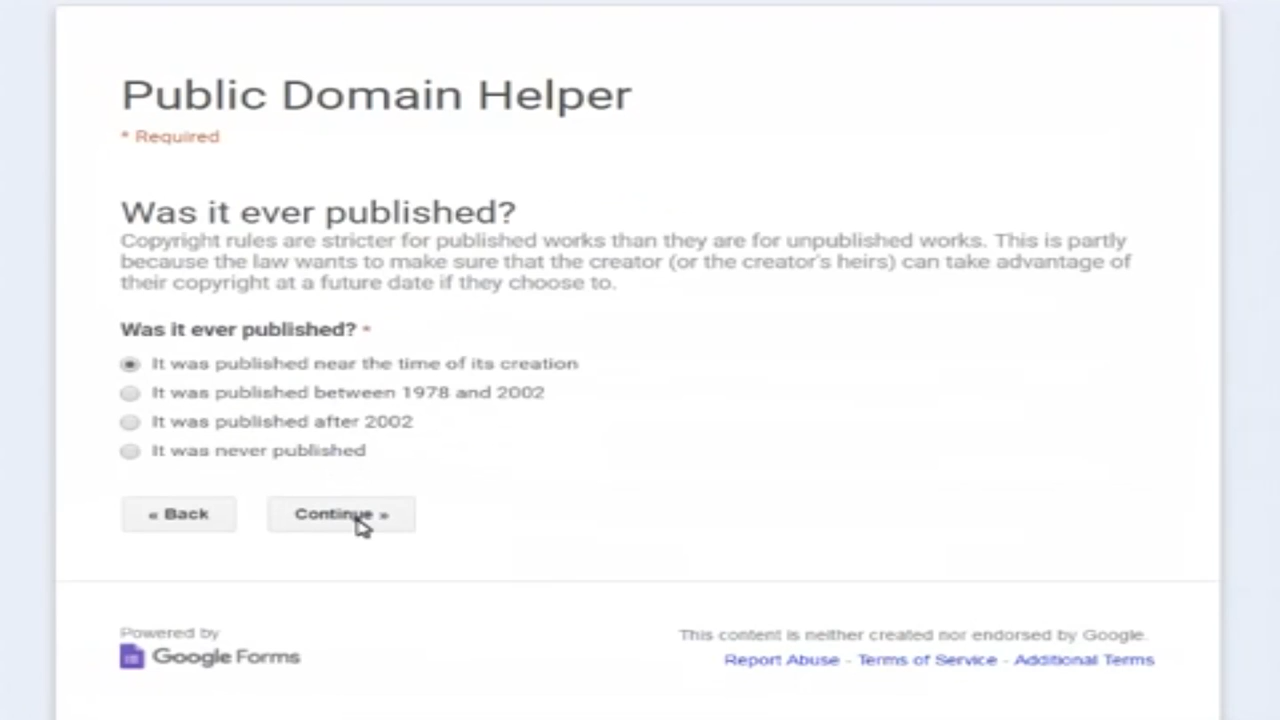 Public Domain Helper
* Required
Was it ever published?
Copyright rules are stricter for published works than they are for unpublished works. This is partly
because the law wants to make sure that the creator (or the creator's heirs) can take advantage of
their copyright at a future date if they choose to.
Was it ever published? *
It was published near the time of its creation
It was published between 1978 and 2002
It was published after 2002
It was never published
« Back
Continue »
Powered by
Google Forms
This content is neither created nor endorsed by Google.
Report Abuse - Terms of Service - Additional Terms